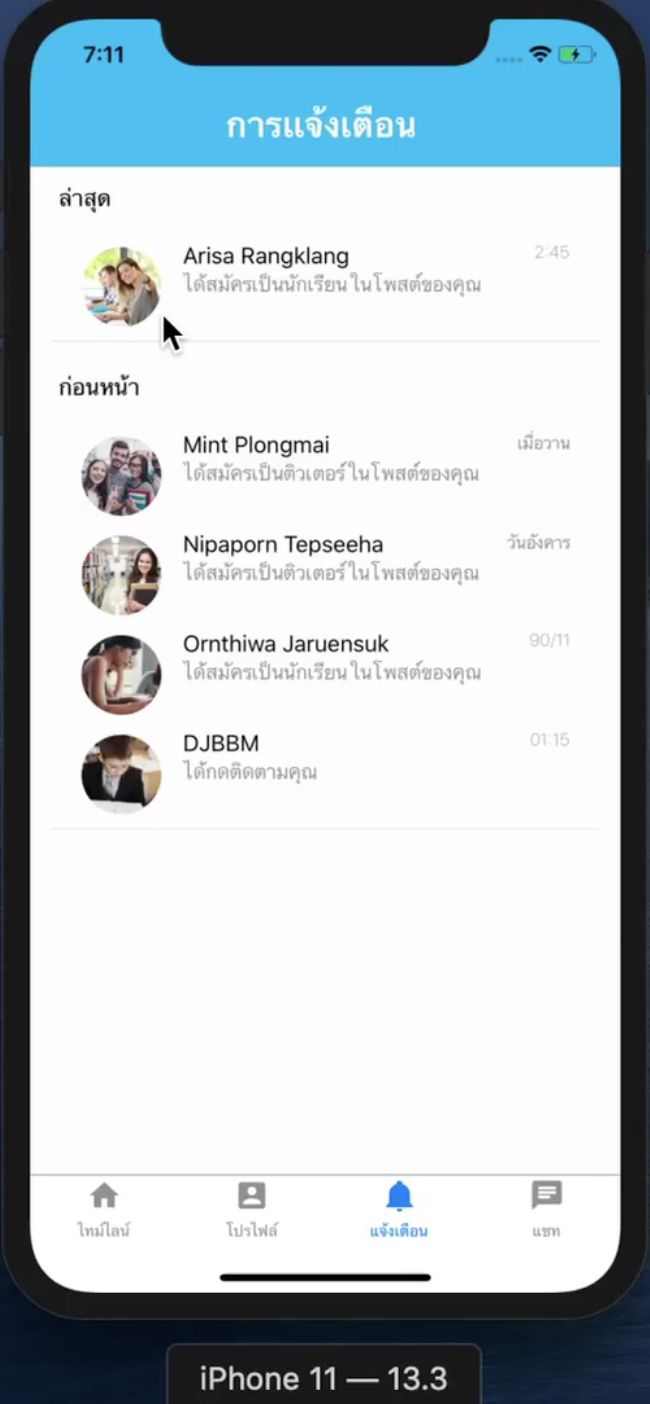 7:11
การแจ้งเตือน
ล่าสุด
Arisa Rangklang
2:45
ได้สมัครเป็นนักเรียน ในโพสต์ของคุณ
ก่อนหน้า
Mint Plongmai
เมื่อวาน
ได้สมัครเป็นติวเตอร์ ในโพสต์ของคุณ
Nipaporn Tepseeha
วันอังคาร
ได้สมัครเป็นติวเตอร์ ในโพสต์ของคุณ
Ornthiwa Jaruensuk
90/11
ได้สมัครเป็นนักเรียน ในโพสต์ของคุณ
DJBBM
01:15
ได้กดติดตามคุณ
ไทม์ไลน์
โปรไฟล์
แจ้งเตือน
แชท
iPhone 11 — 13.3